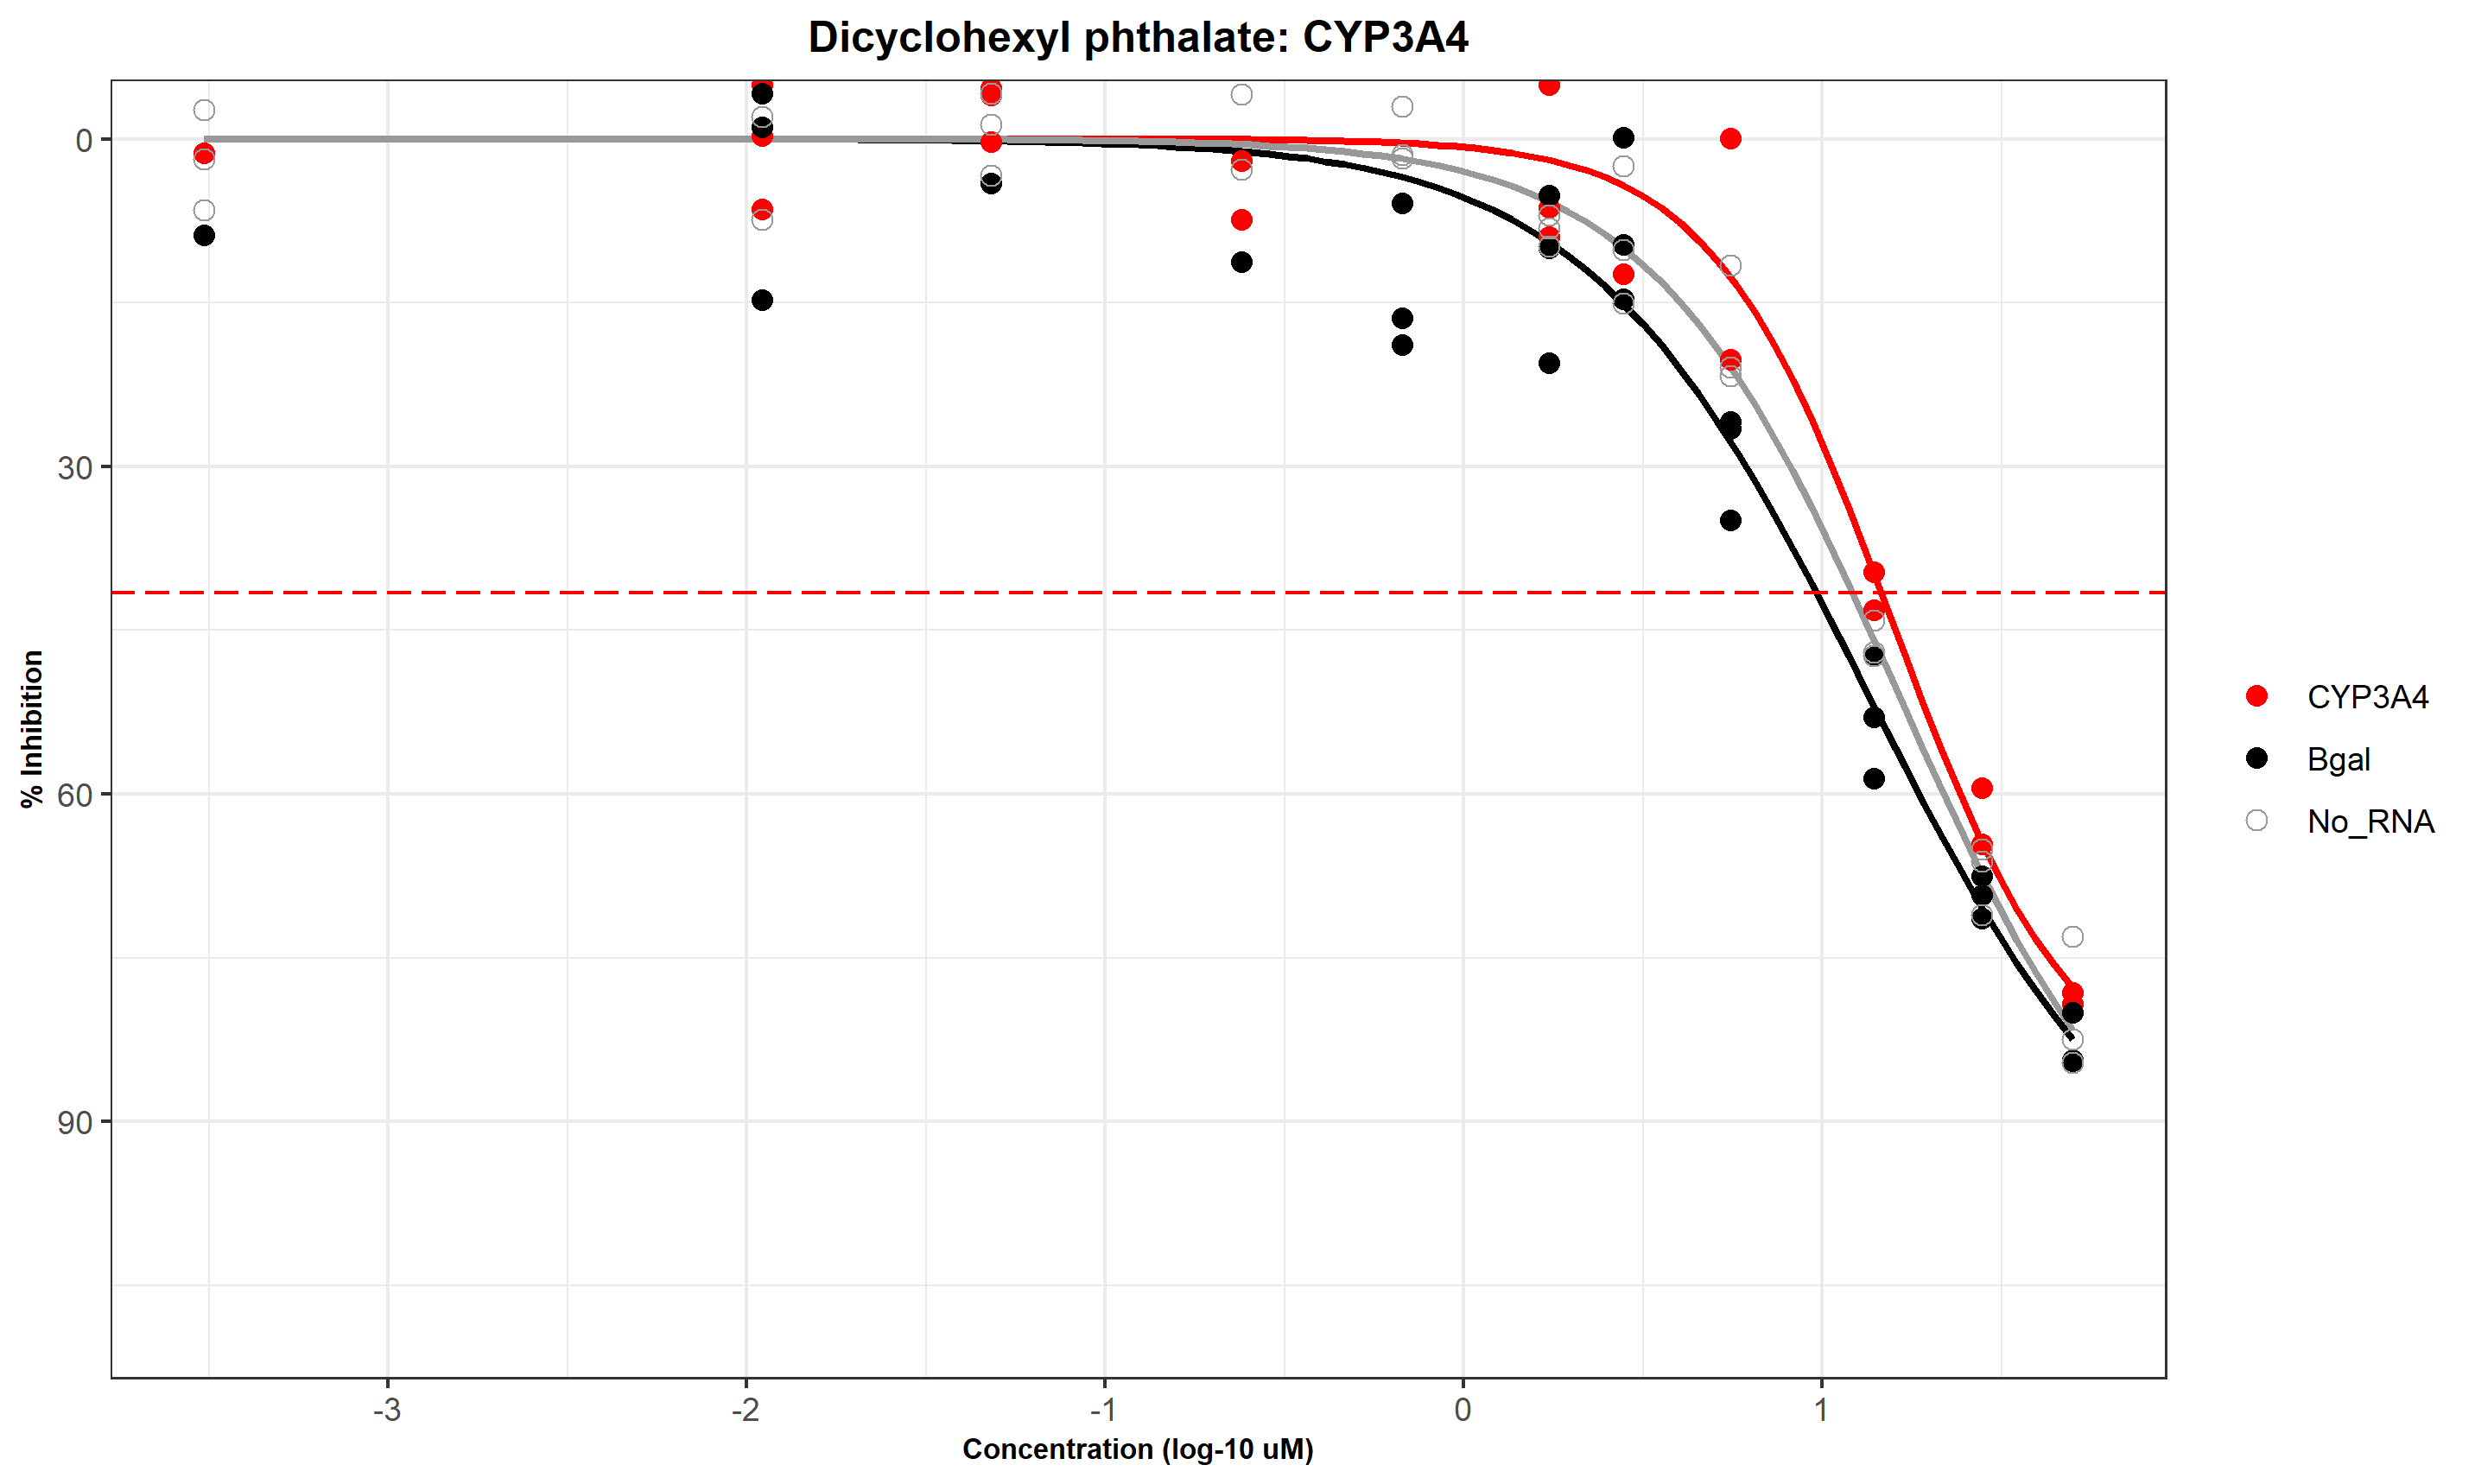 Dicyclohexyl phthalate: CYP3A4
% Inhibition
0
30
60
90
-3
-2
-1
0
1
Concentration (log-10 uM)
CYP3A4
Bgal
No_RNA